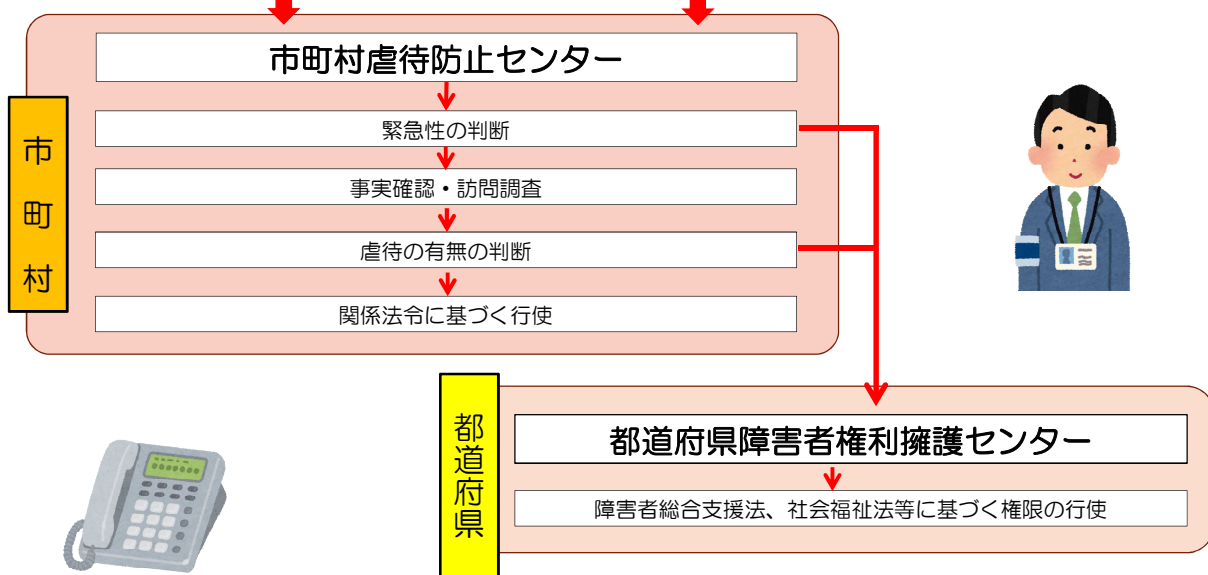 市町村
市町村虐待防止センター
緊急性の判断
事実確認・訪問調査
虐待の有無の判断
関係法令に基づく行使
都道府県
都道府県障害者権利擁護センター
障害者総合支援法、社会福祉法等に基づく権限の行使